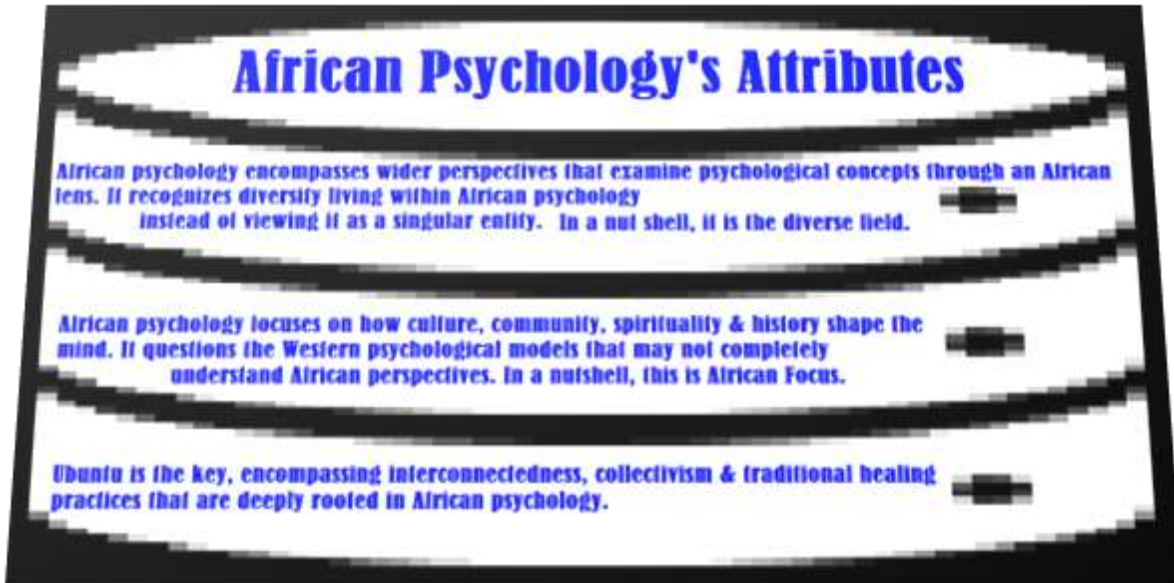 African Psychology's Attributes
African psychology encompasses wider perspectives that examine psychological concepts through an African
lens. It recognizes diversity living within African psychology
instead of viewing it as a singular entity. In a nut shell, it is the diverse field.
African psychology focuses on how culture, community, spirituality & history shape the
mind. It questions the Western psychological models that may not completely
understand African perspectives. In a nutshell, this is African Focus.
Ubuntu is the key, encompassing interconnectedness, collectivism & traditional healing
practices that are deeply rooted in African psychology.